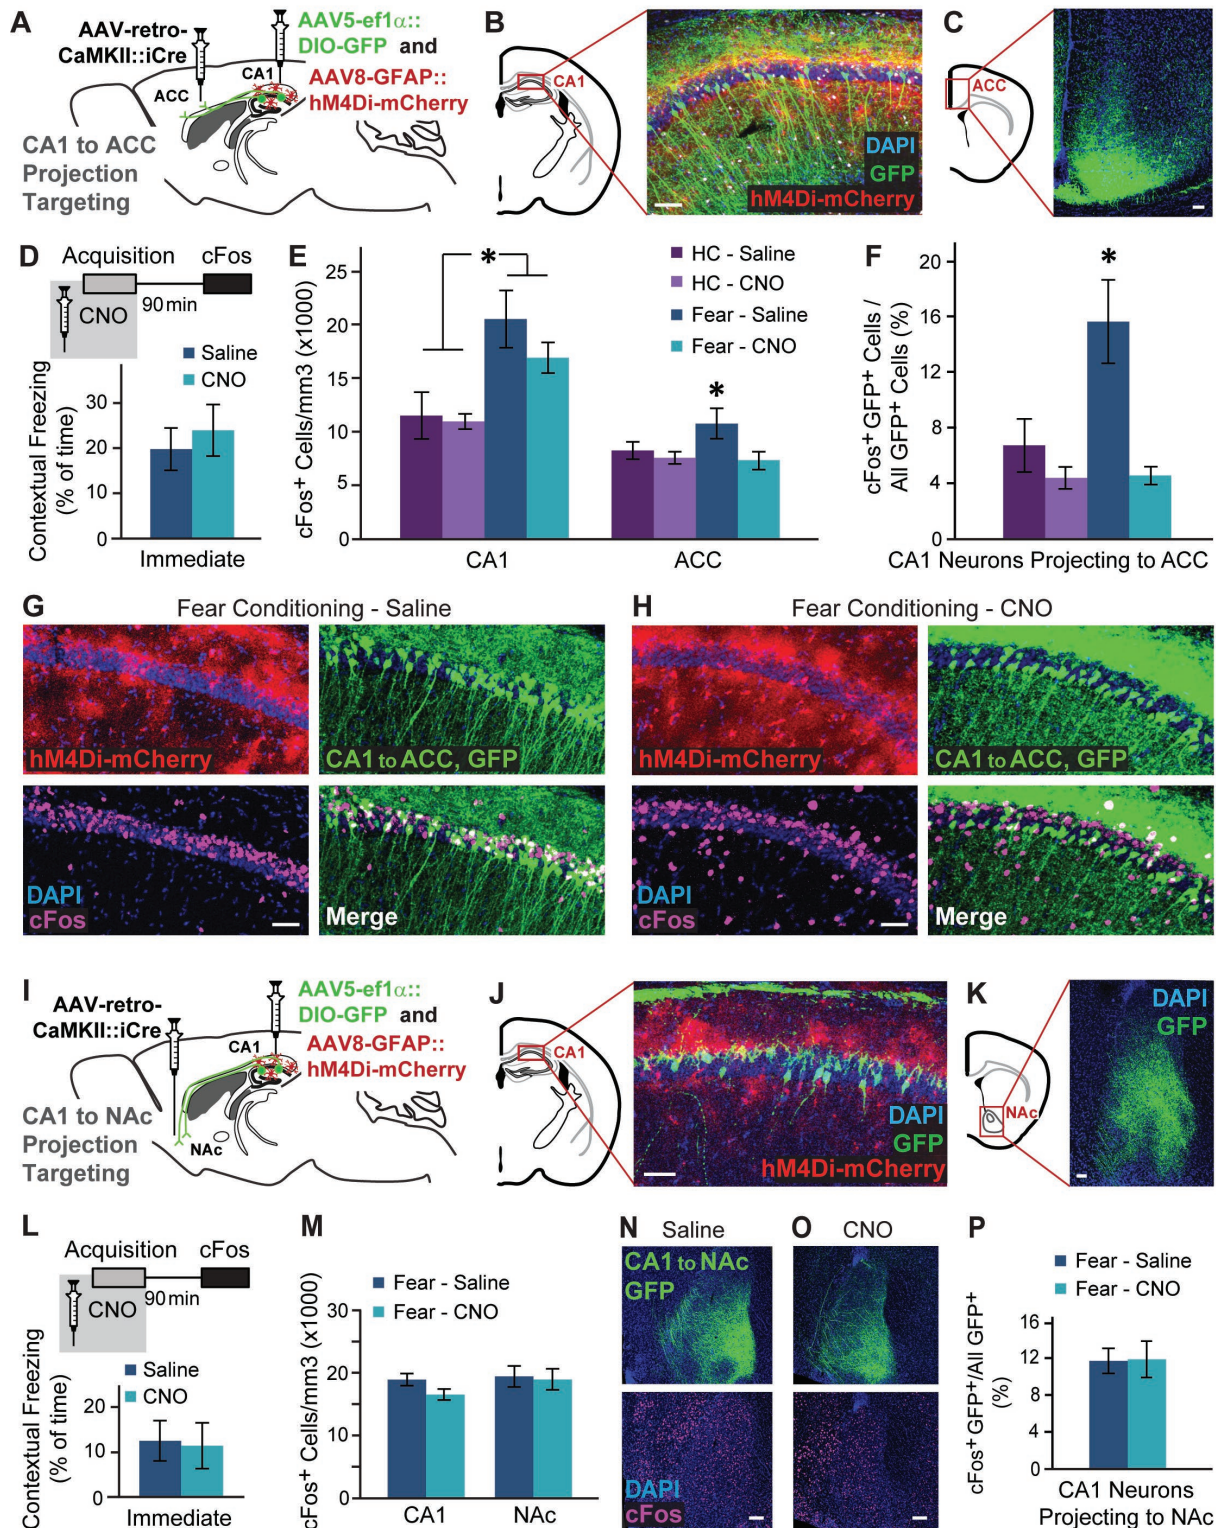 A
AAV-retro-
CaMKII::iCre
AAV5-ef1α::
DIO-GFP and
AAV8-GFAP::
hM4Di-mCherry
CA1
ACC
CA1 to ACC
Projection
Targeting
B
CA1
DAPI
GFP
hM4Di-mCherry
C
ACC
D
Acquisition
cFos
CNO
90 min
Saline
CNO
Contextual Freezing
(% of time)
30
20
10
0
Immediate
E
cFos+ Cells/mm3 (x1000)
25
20
15
10
5
0
*
*
HC - Saline
HC - CNO
Fear - Saline
Fear - CNO
CA1
ACC
F
cFos+ GFP+ Cells /
All GFP+ Cells (%)
20
16
12
8
4
0
*
CA1 Neurons Projecting to ACC
G
Fear Conditioning - Saline
hM4Di-mCherry
CA1 to ACC, GFP
DAPI
cFos
Merge
H
Fear Conditioning - CNO
hM4Di-mCherry
CA1 to ACC, GFP
DAPI
cFos
Merge
I
AAV-retro-
CaMKII::iCre
AAV5-ef1α::
DIO-GFP and
AAV8-GFAP::
hM4Di-mCherry
CA1
NAc
CA1 to NAc
Projection
Targeting
J
CA1
DAPI
GFP
hM4Di-mCherry
K
NAc
DAPI
GFP
L
Acquisition
cFos
CNO
90 min
Saline
CNO
Contextual Freezing
(% of time)
20
10
0
Immediate
M
Fear - Saline
Fear - CNO
cFos+ Cells/mm3 (x1000)
30
20
10
0
CA1
NAc
N
Saline
CA1 to NAc
GFP
DAPI
cFos
O
CNO
P
Fear - Saline
Fear - CNO
cFos+ GFP+/All GFP+
(%)
16
12
8
4
0
CA1 Neurons
Projecting to NAc